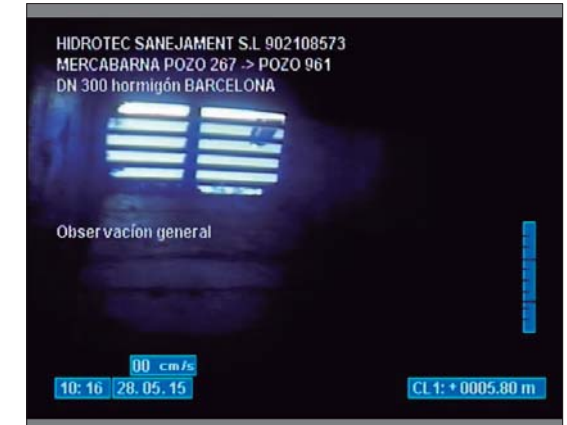 HIDROTEC SANEJAMENT S.L 902108573
MERCABARNA POZO 267 -> POZO 961
DN 300 hormigón BARCELONA
Observacíon general
00 cm/s
10:16 28.05.15 CL1: + 0005.80 m